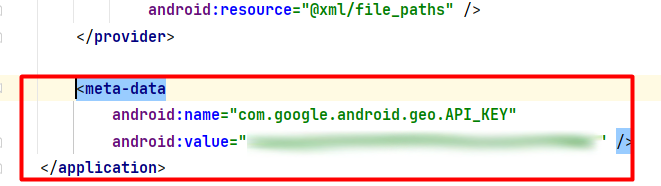 android:resource="@xml/file_paths" />
</provider>
<meta-data
android:name="com.google.android.geo.API_KEY"
android:value=" " />
</application>